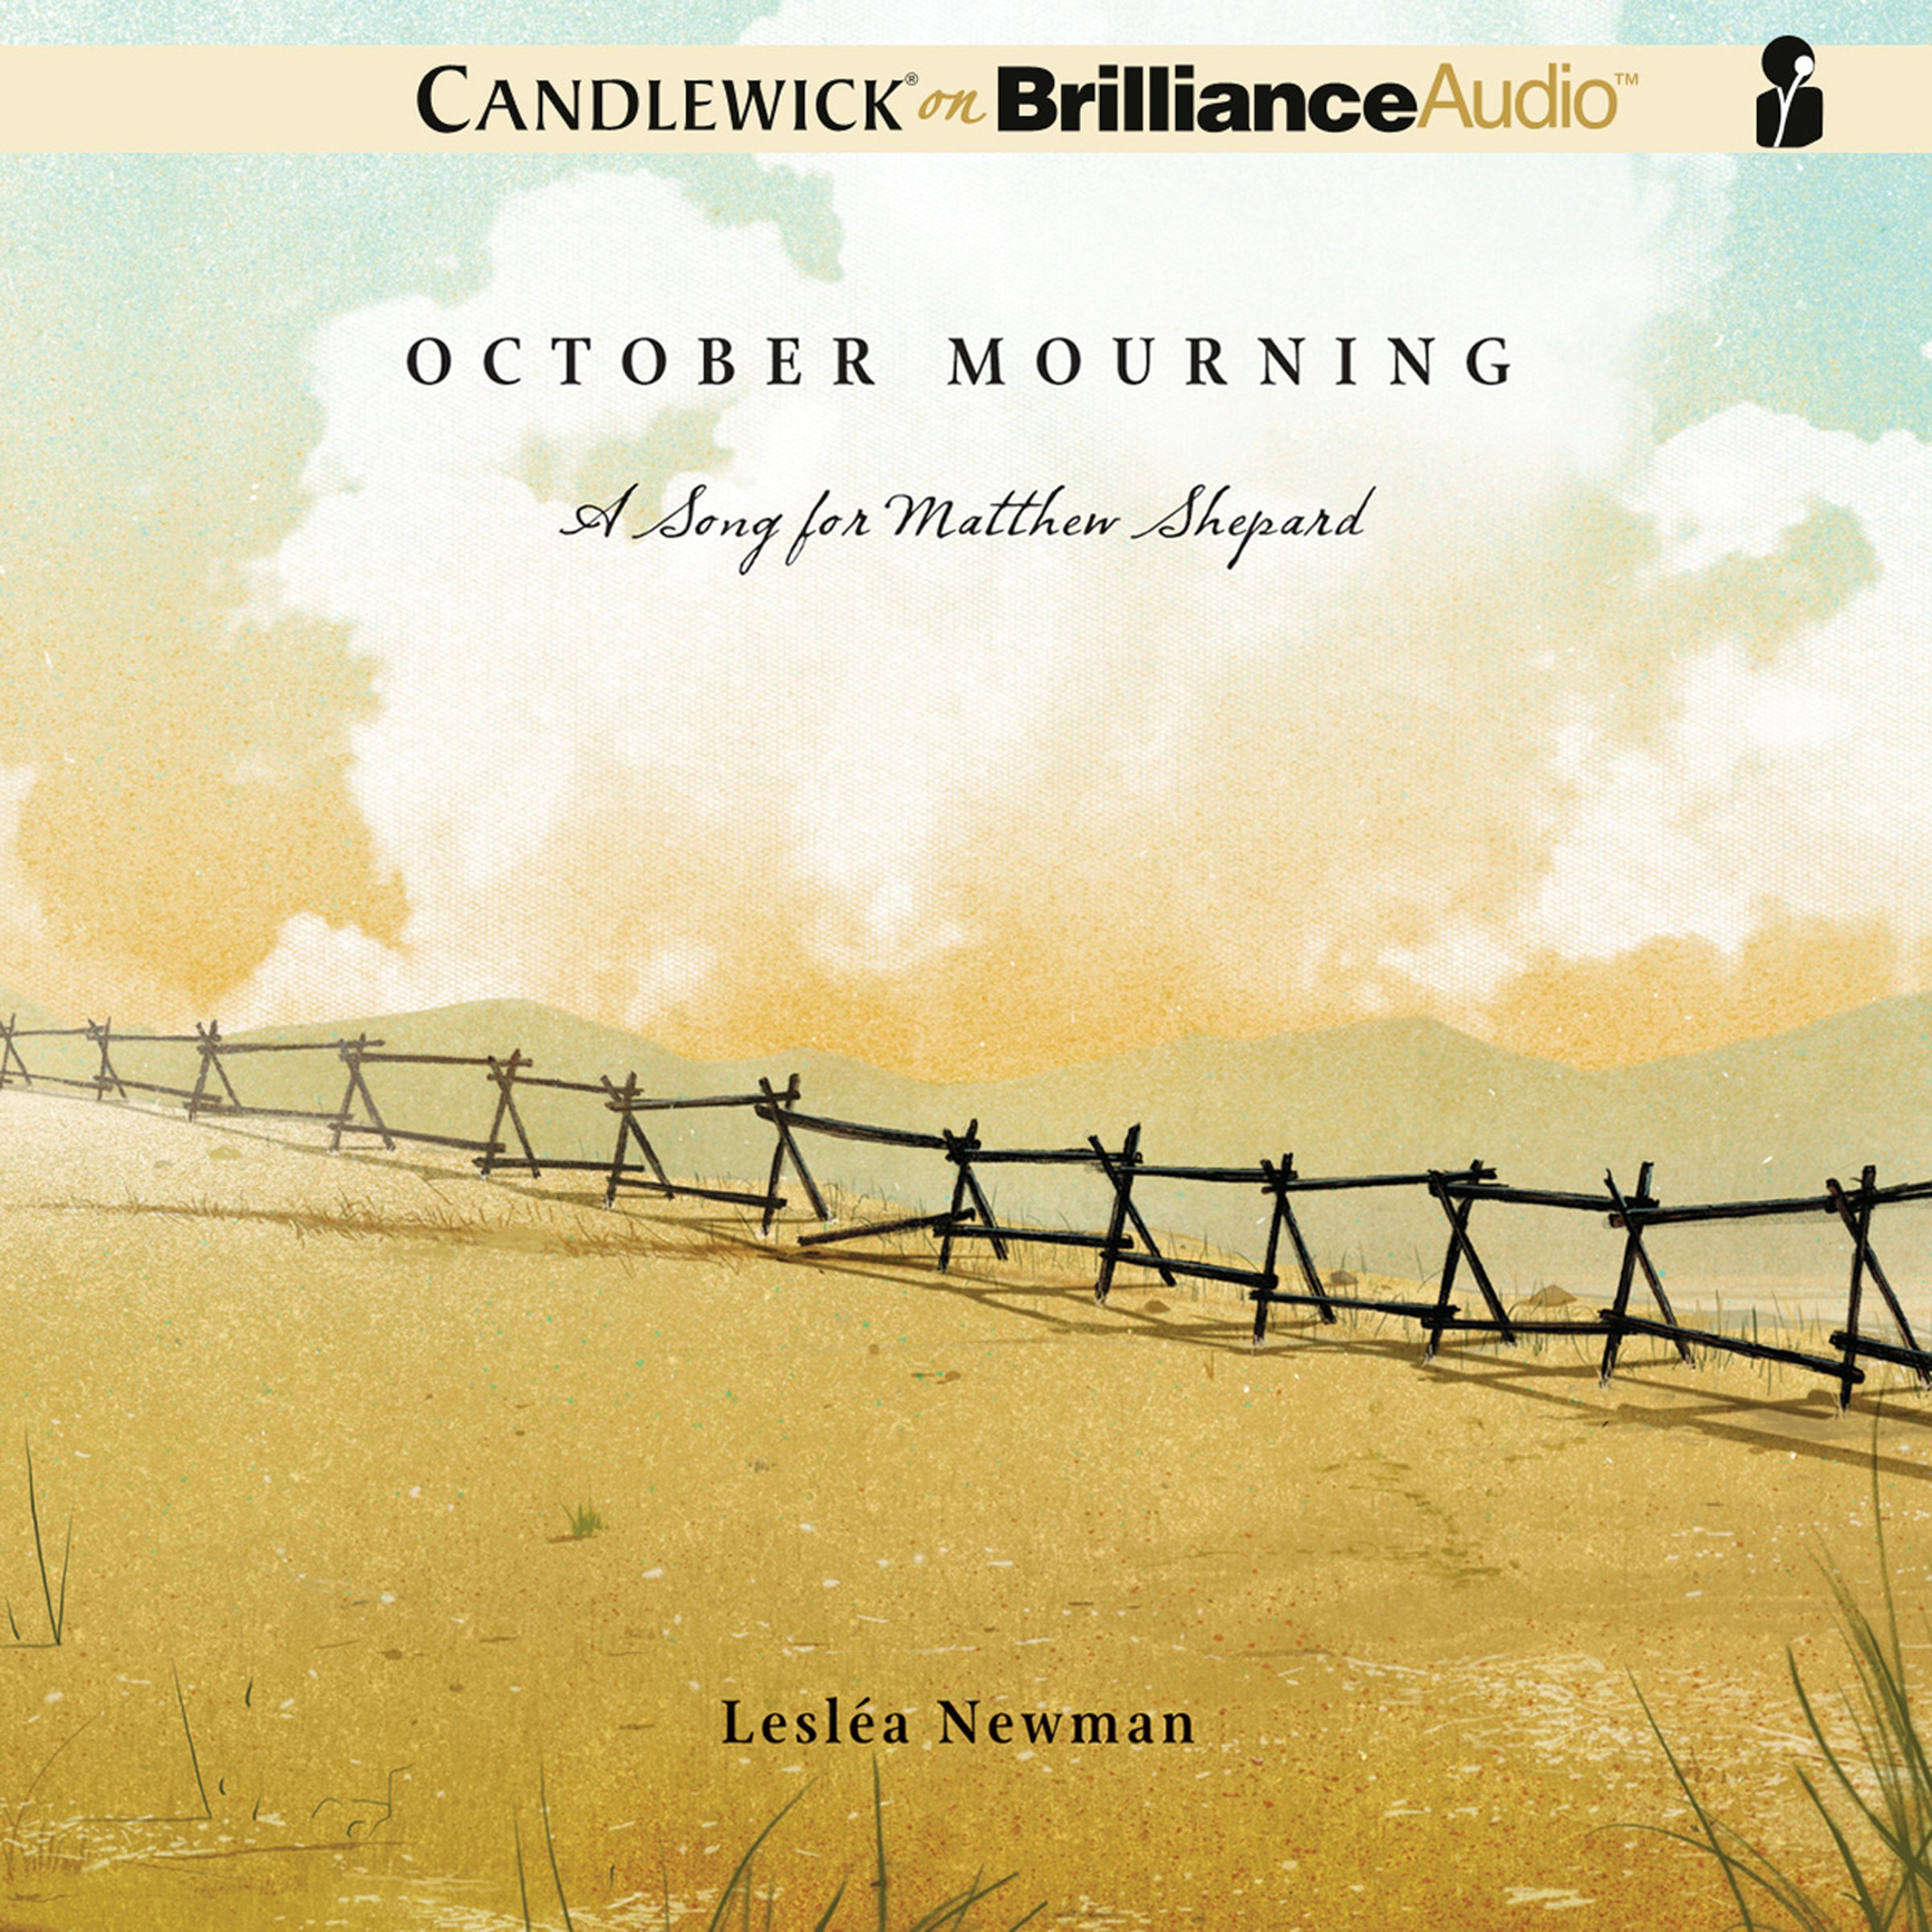 CANDLEWICK® on BrillianceAudio™
OCTOBER MOURNING
A Song for Matthew Shepard
Lesléa Newman